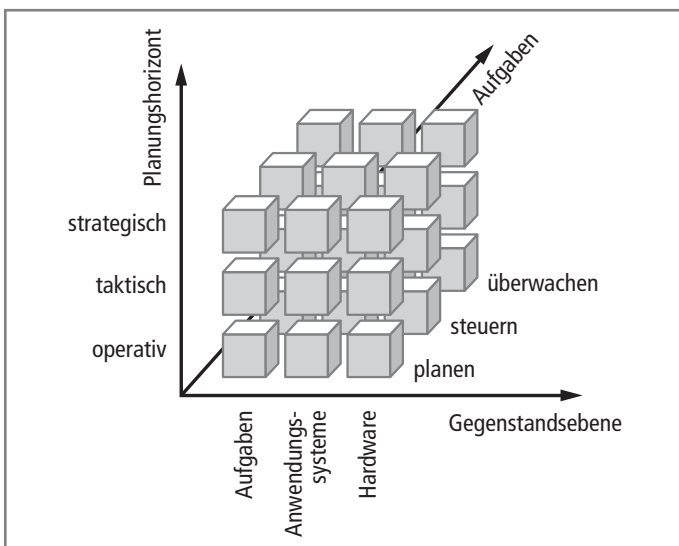 Planungshorizont
Aufgaben
strategisch
taktisch
operativ
überwachen
steuern
planen
Gegenstandsebene
Aufgaben
Anwendungs-
systeme
Hardware